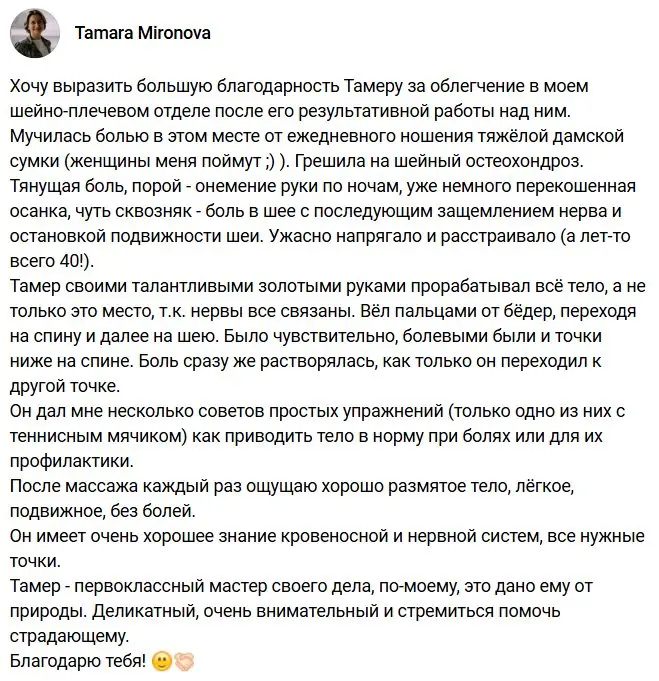 Tamara Mironova
Хочу выразить большую благодарность Тамеру за облегчение в моем
шейно-плечевом отделе после его результативной работы над ним.
Мучилась болью в этом месте от ежедневного ношения тяжёлой дамской
сумки (женщины меня поймут ;) ). Грешила на шейный остеохондроз.
Тянущая боль, порой - онемение руки по ночам, уже немного перекошенная
осанка, чуть сквозняк - боль в шее с последующим защемлением нерва и
остановкой подвижности шеи. Ужасно напрягало и расстраивало (а лет-то
всего 40!).
Тамер своими талантливыми золотыми руками прорабатывал всё тело, а не
только это место, т.к. нервы все связаны. Вёл пальцами от бёдер, переходя
на спину и далее на шею. Было чувствительно, болевыми были и точки
ниже на спине. Боль сразу же растворялась, как только он переходил к
другой точке.
Он дал мне несколько советов простых упражнений (только одно из них с
теннисным мячиком) как приводить тело в норму при болях или для их
профилактики.
После массажа каждый раз ощущаю хорошо размятое тело, лёгкое,
подвижное, без болей.
Он имеет очень хорошее знание кровеносной и нервной систем, все нужные
точки.
Тамер - первоклассный мастер своего дела, по-моему, это дано ему от
природы. Деликатный, очень внимательный и стремиться помочь
страдающему.
Благодарю тебя! 🙂🤝